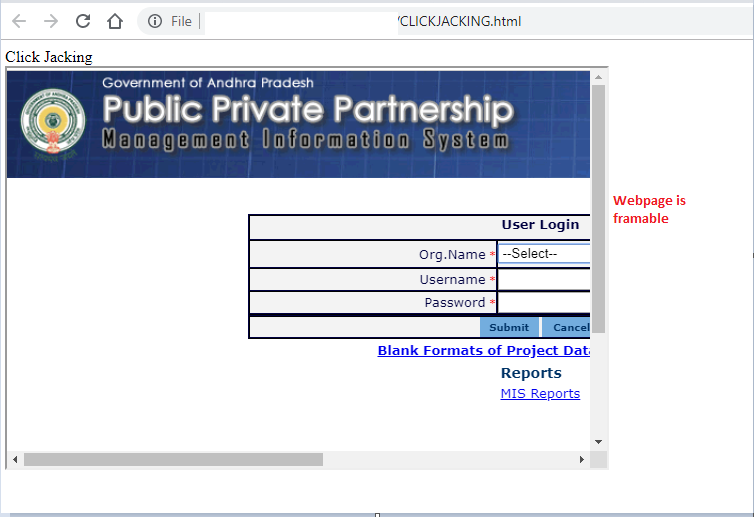 File /CLICKJACKING.html
Click Jacking
Government of Andhra Pradesh
Public Private Partnership
Management Information System
Webpage is
framable
User Login
Org.Name * --Select--
Username *
Password *
Submit Cancel
Blank Formats of Project Data
Reports
MIS Reports